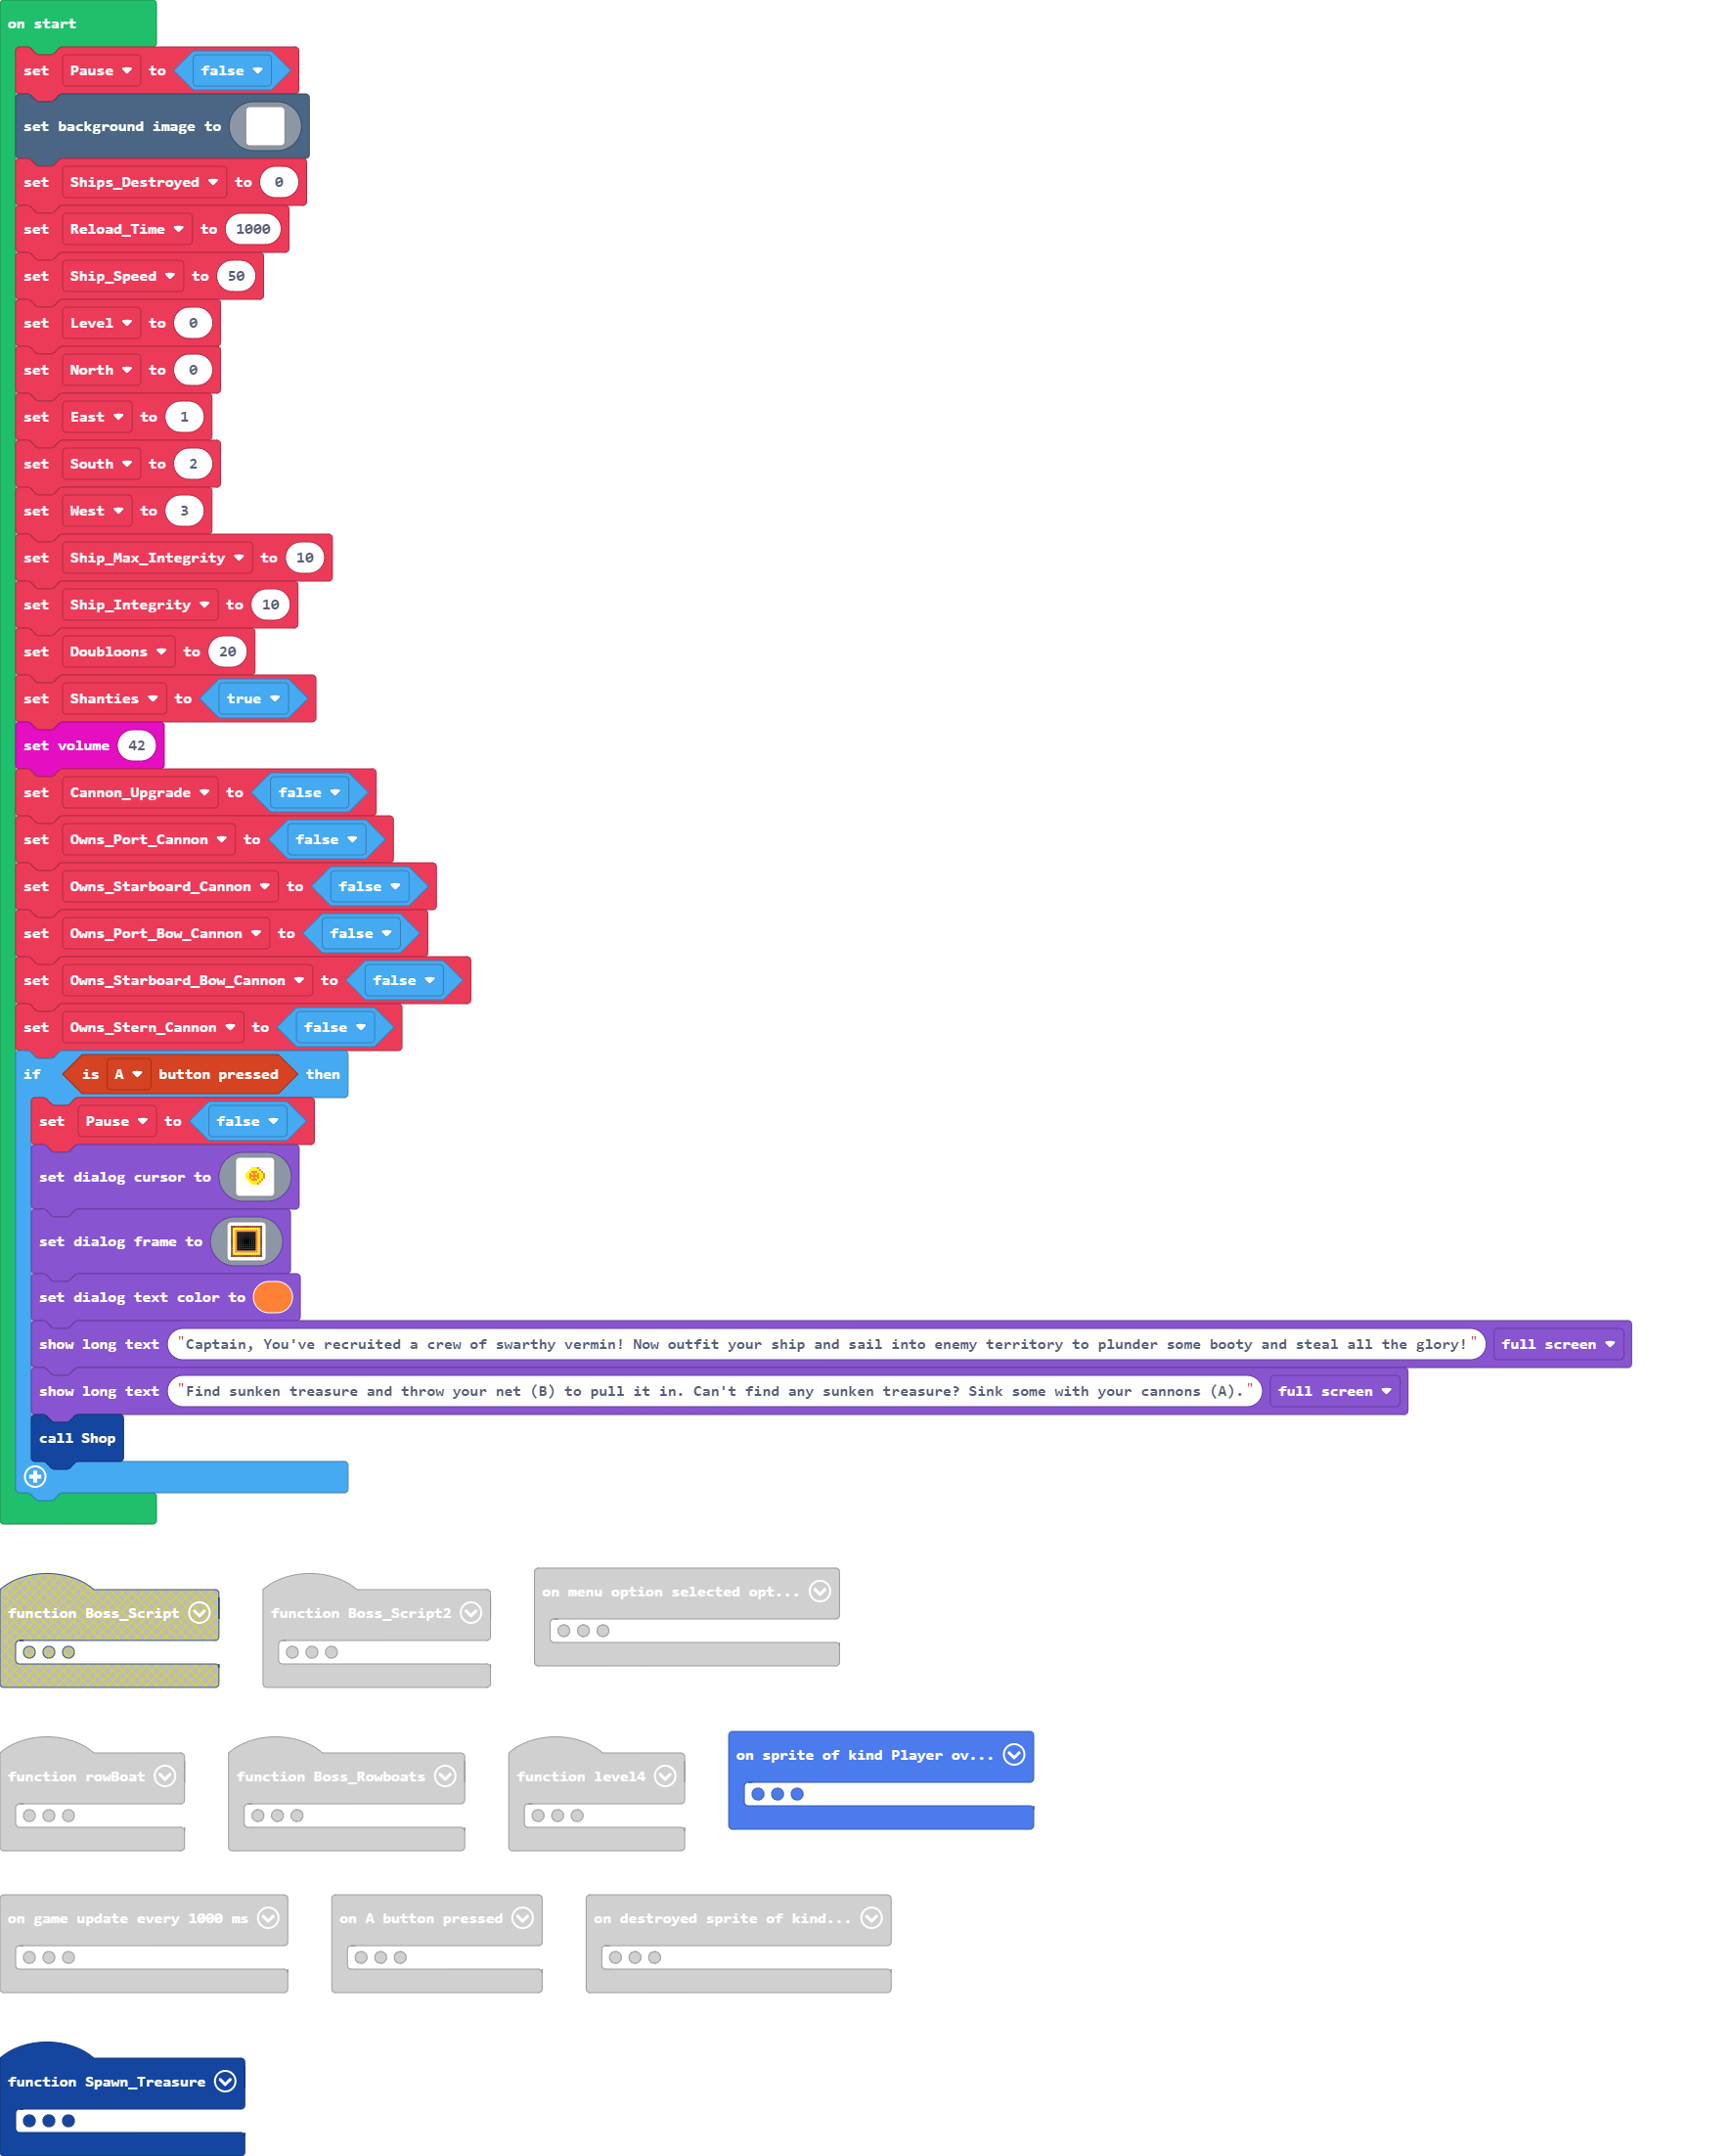 on start
set Pause to false
set background image to
set Ships_Destroyed to 0
set Reload_Time to 1000
set Ship_Speed to 50
set Level to 0
set North to 0
set East to 1
set South to 2
set West to 3
set Ship_Max_Integrity to 10
set Ship_Integrity to 10
set Doubloons to 20
set Shanties to true
set volume 42
set Cannon_Upgrade to false
set Owns_Port_Cannon to false
set Owns_Starboard_Cannon to false
set Owns_Port_Bow_Cannon to false
set Owns_Starboard_Bow_Cannon to false
set Owns_Stern_Cannon to false
if is A button pressed then
set Pause to false
set dialog cursor to
set dialog frame to
set dialog text color to
show long text "Captain, You've recruited a crew of swarthy vermin! Now outfit your ship and sail into enemy territory to plunder some booty and steal all the glory!" full screen
show long text "Find sunken treasure and throw your net (B) to pull it in. Can't find any sunken treasure? Sink some with your cannons (A)." full screen
call Shop
function Boss_Script
function Boss_Script2
on menu option selected opt...
function rowBoat
function Boss_Rowboats
function level4
on sprite of kind Player ov...
on game update every 1000 ms
on A button pressed
on destroyed sprite of kind...
function Spawn_Treasure